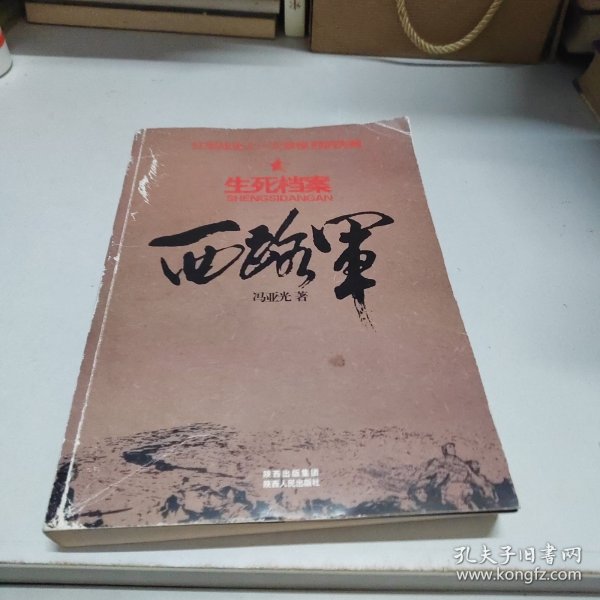 生死档案
SHENGSIDANGAN
西路軍
冯亚光 著
陕西出版集团
陕西人民出版社
孔夫子旧书网
www.kongfz.com